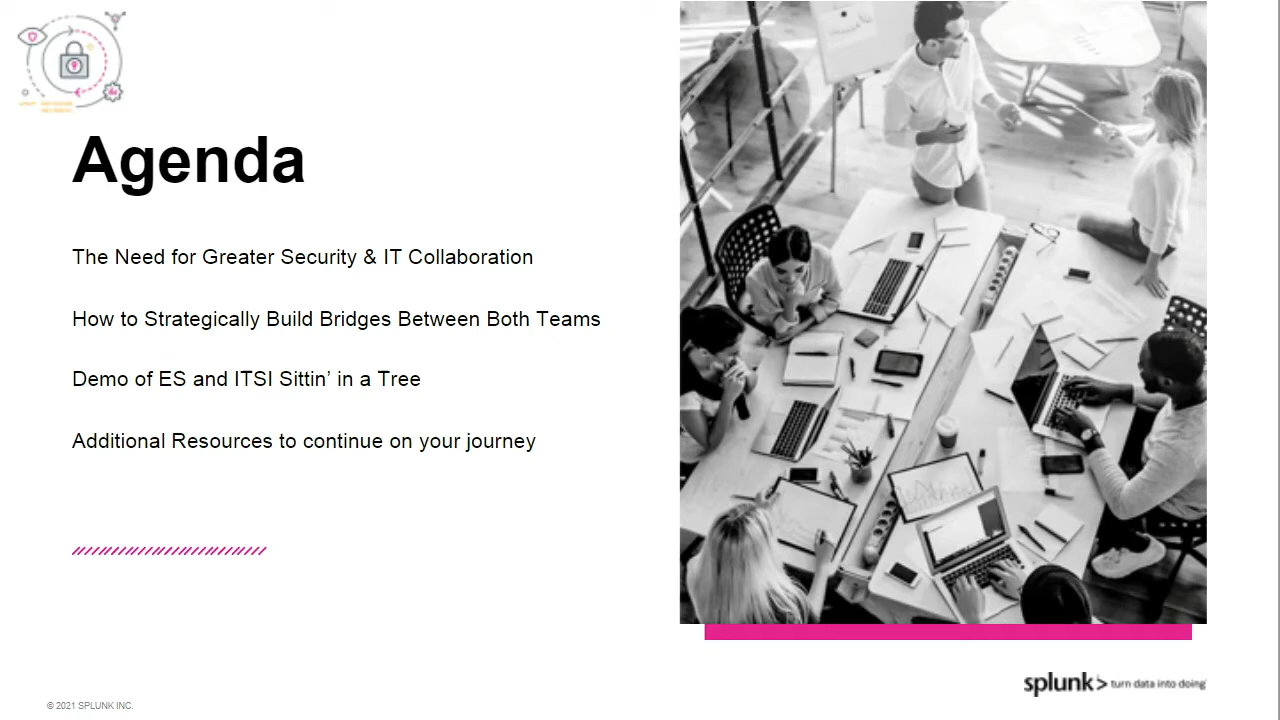 Agenda
The Need for Greater Security & IT Collaboration
How to Strategically Build Bridges Between Both Teams
Demo of ES and ITSI Sittin’ in a Tree
Additional Resources to continue on your journey
splunk> turn data into doing
© 2021 SPLUNK INC.